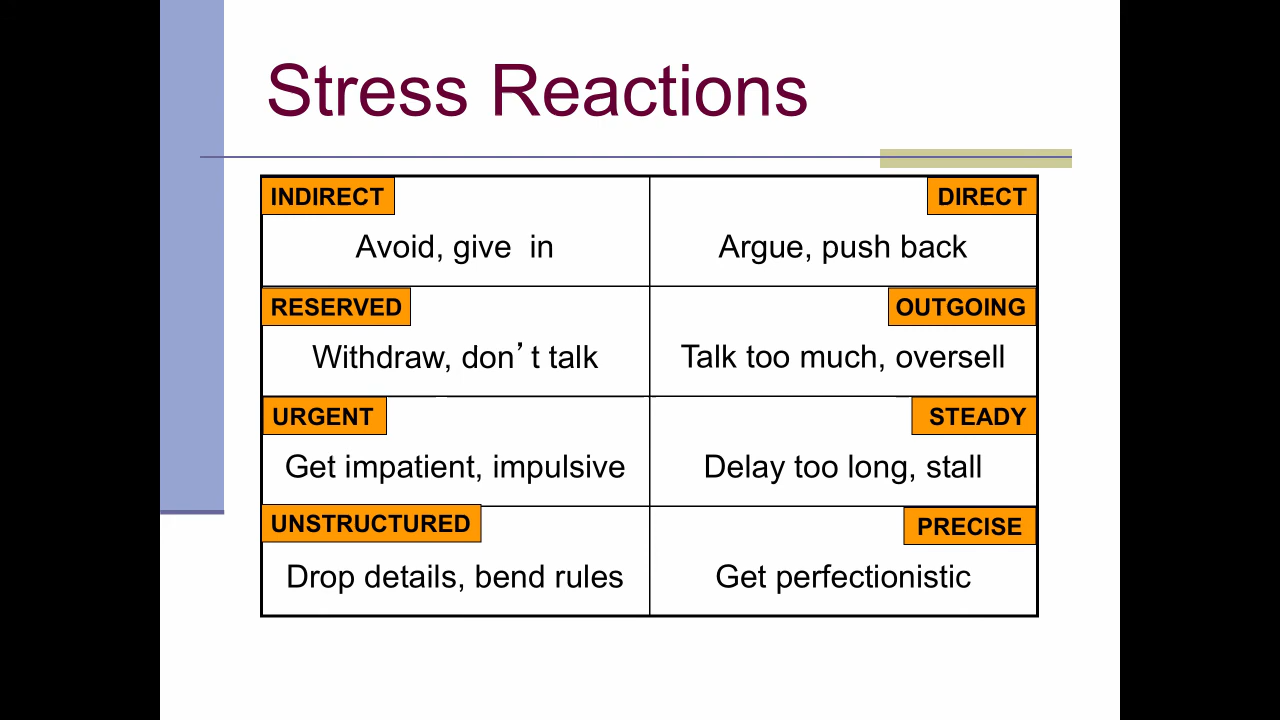 Stress Reactions
INDIRECT
DIRECT
Avoid, give in
Argue, push back
RESERVED
OUTGOING
Withdraw, don’t talk
Talk too much, oversell
URGENT
STEADY
Get impatient, impulsive
Delay too long, stall
UNSTRUCTURED
PRECISE
Drop details, bend rules
Get perfectionistic